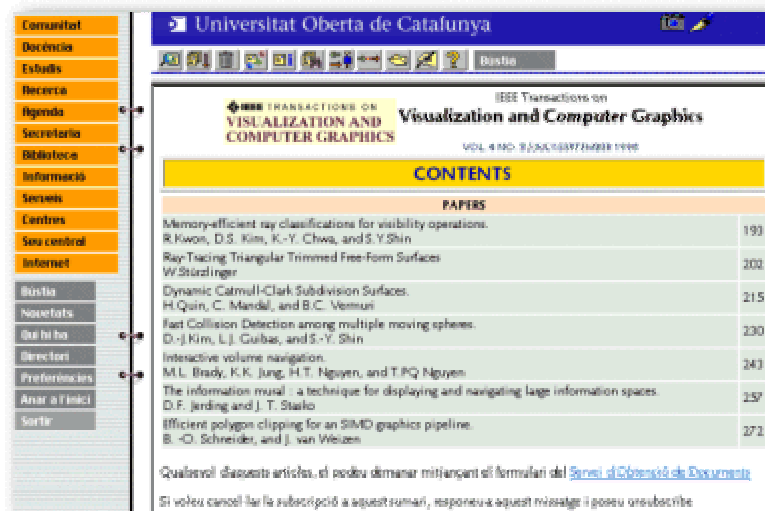 Comunitat
Docència
Estudis
Recerca
Agenda
Secretaria
Biblioteca
Informació
Serveis
Centres
Seu central
Internet
Bústia
Novetats
Qui hi ha
Directori
Preferències
Anar a l'inici
Sortir
Universitat Oberta de Catalunya
Bústia
IEEE TRANSACTIONS ON
VISUALIZATION AND
COMPUTER GRAPHICS
IEEE Transactions on
Visualization and Computer Graphics
VOL. 4 NO. 3 JULY/SEPTEMBER 1998
CONTENTS
PAPERS
Memory-efficient ray classifications for visibility operations.
R.Kwon, D.S. Kim, K.-Y. Chwa, and S.Y.Shin
193
Ray-Tracing Triangular Trimmed Free-Form Surfaces
W.Stürzlinger
202
Dynamic Catmull-Clark Subdivision Surfaces.
H.Quin, C. Mandal, and B.C. Vemuri
215
Fast Collision Detection among multiple moving spheres.
D.-J.Kim, L.J. Guibas, and S.-Y. Shin
230
Interactive volume navigation.
M.L. Brady, K.K. Jung, H.T. Nguyen, and T.PQ Nguyen
243
The information mural : a technique for displaying and navigating large information spaces.
D.F. Jerding and J. T. Stasko
257
Efficient polygon clipping for an SIMD graphics pipeline.
B. -O. Schneider, and J. van Welzen
272
Qualsevol d'aquests articles, el podeu demanar mitjançant el formulari del Servei d'Obtenció de Documents
Si voleu cancel·lar la subscripció a aquest sumari, responeu a aquest missatge i poseu unsubscribe